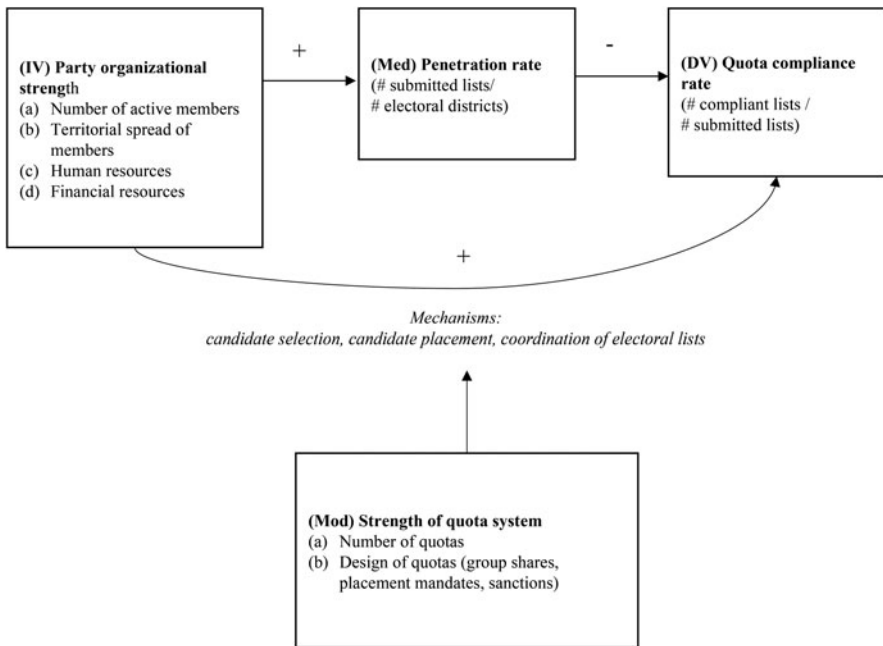 (IV) Party organizational
strength
(a) Number of active members
(b) Territorial spread of
members
(c) Human resources
(d) Financial resources
+
(Med) Penetration rate
(# submitted lists/
# electoral districts)
-
(DV) Quota compliance
rate
(# compliant lists /
# submitted lists)
+
Mechanisms:
candidate selection, candidate placement, coordination of electoral lists
(Mod) Strength of quota system
(a) Number of quotas
(b) Design of quotas (group shares,
placement mandates, sanctions)